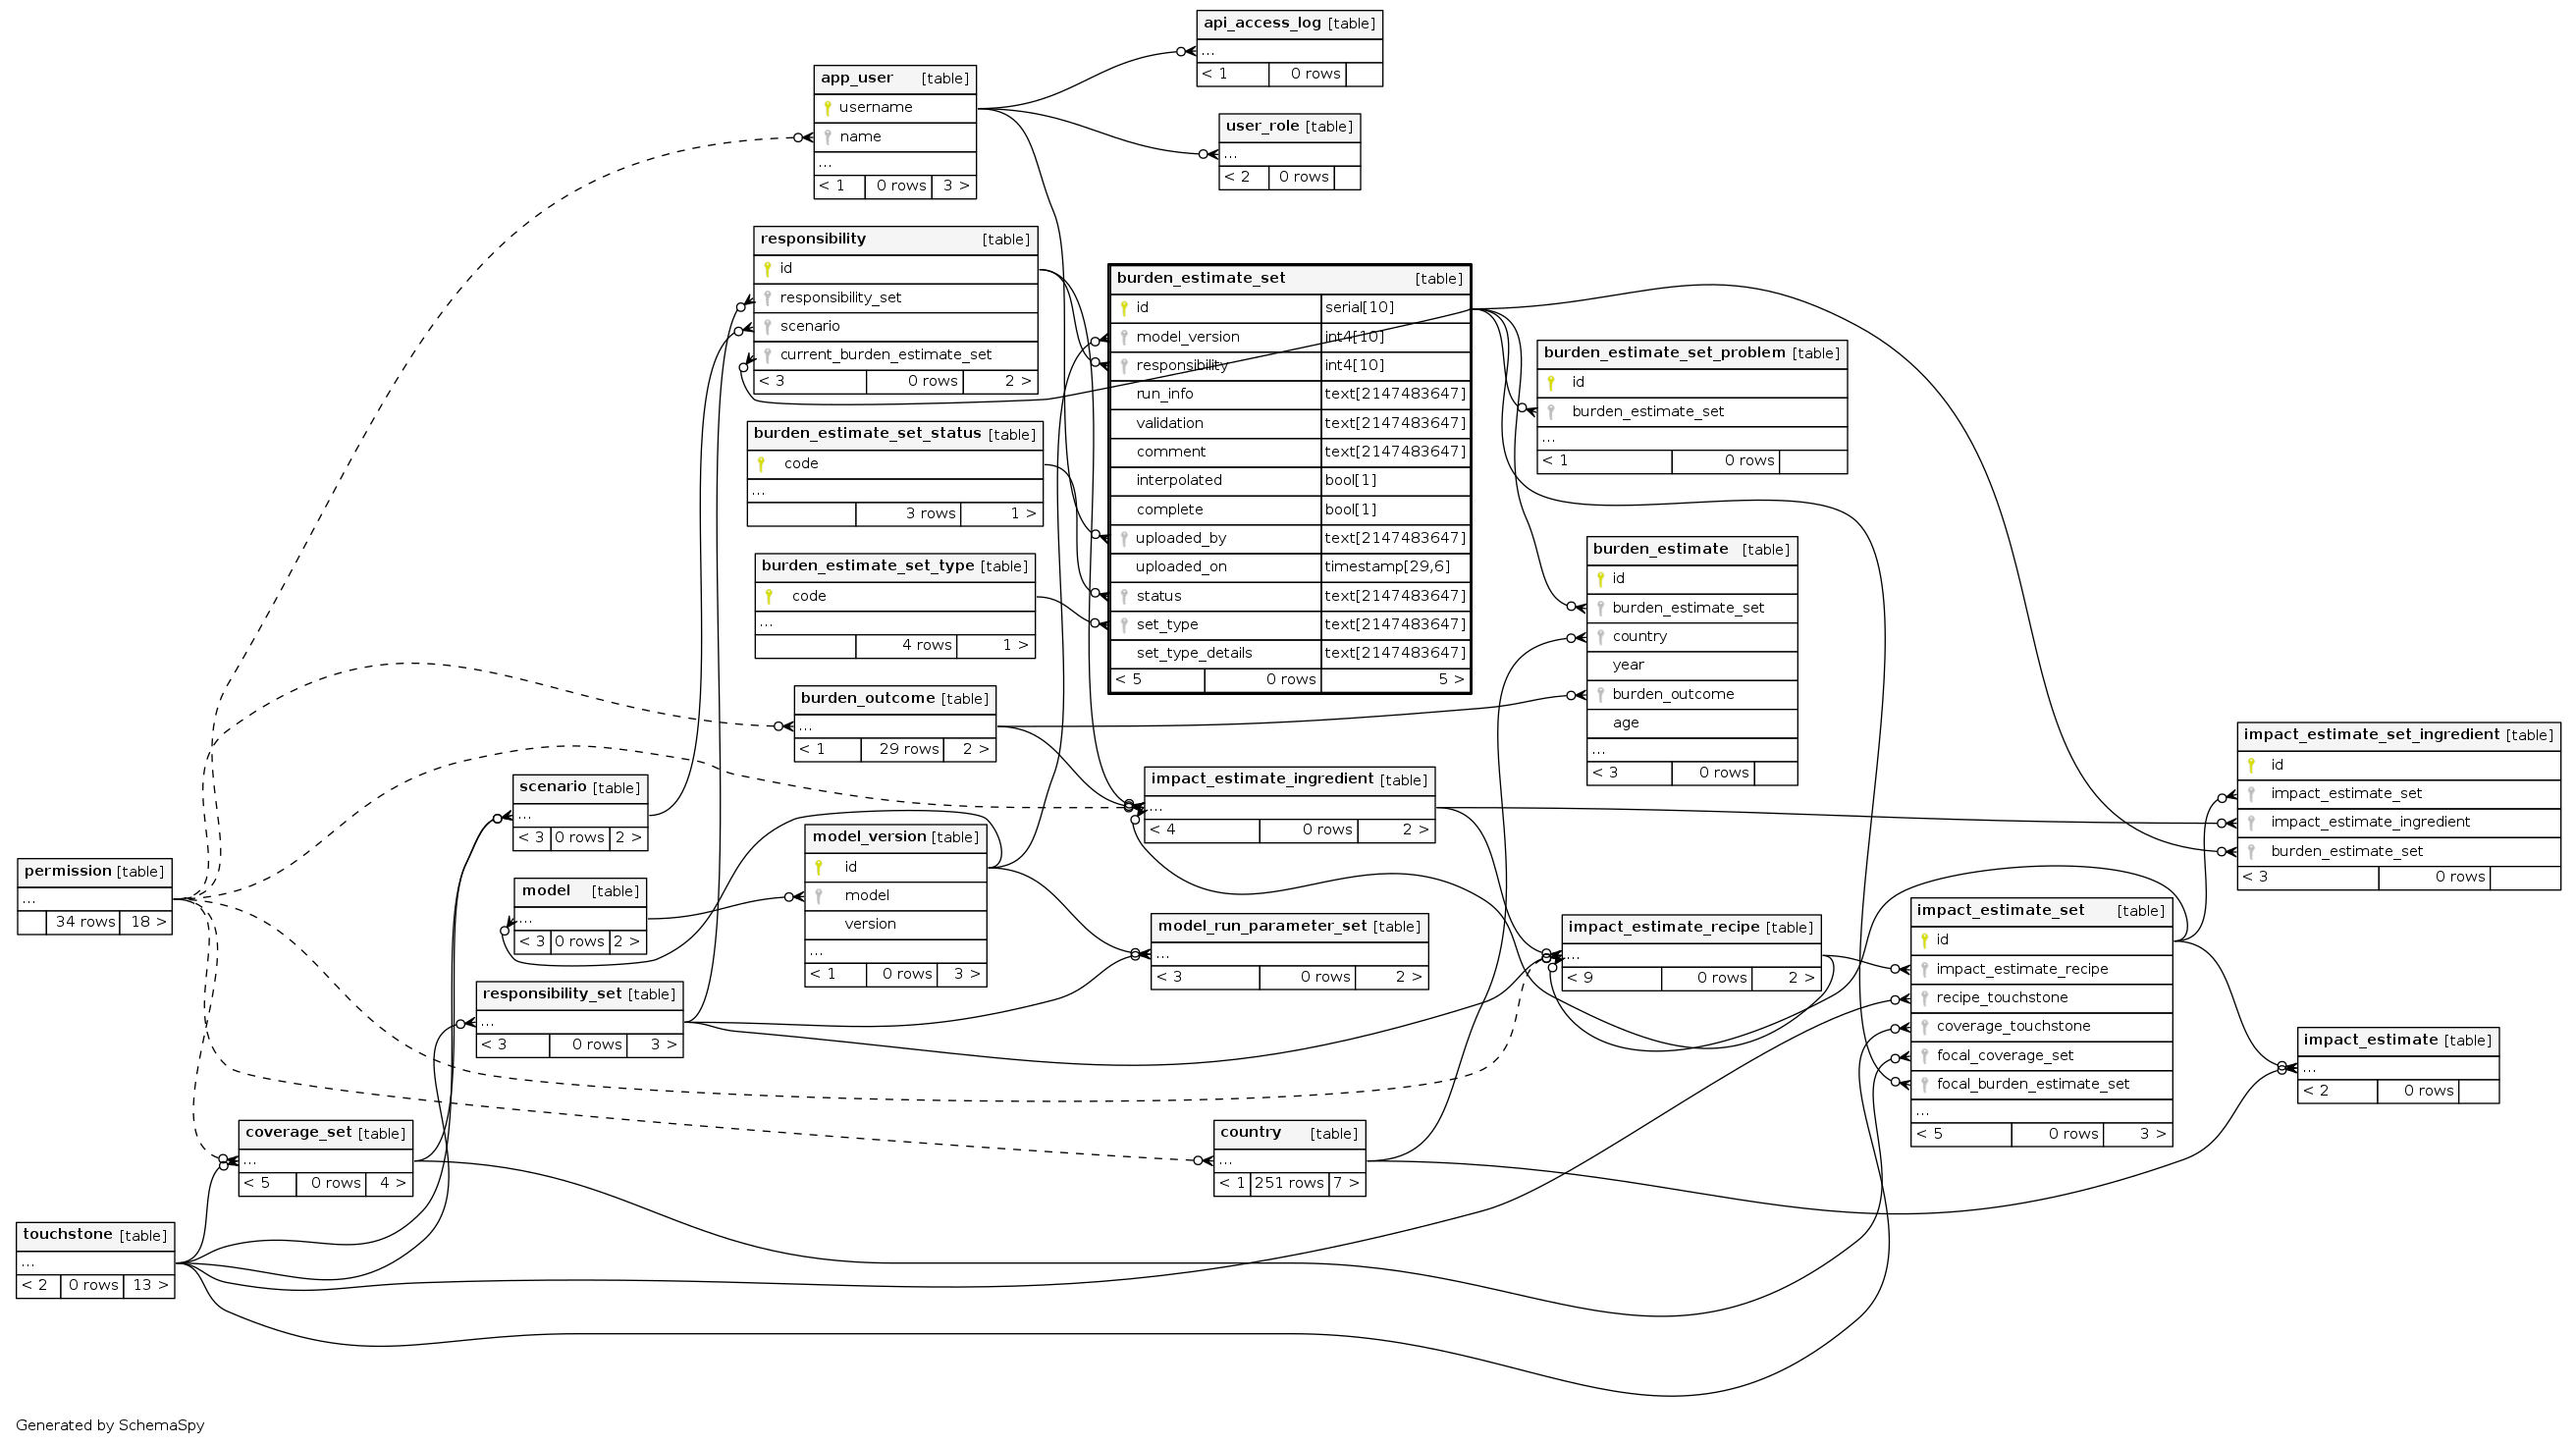 api_access_log [table]
...
< 1 0 rows
app_user [table]
username
name
...
< 1 0 rows 3 >
user_role [table]
...
< 2 0 rows
responsibility [table]
id
responsibility_set
scenario
current_burden_estimate_set
< 3 0 rows 2 >
burden_estimate_set [table]
id serial[10]
model_version int4[10]
responsibility int4[10]
run_info text[2147483647]
validation text[2147483647]
comment text[2147483647]
interpolated bool[1]
complete bool[1]
uploaded_by text[2147483647]
uploaded_on timestamp[29,6]
status text[2147483647]
set_type text[2147483647]
set_type_details text[2147483647]
< 5 0 rows 5 >
burden_estimate_set_problem [table]
id
burden_estimate_set
...
< 1 0 rows
burden_estimate_set_status [table]
code
...
3 rows 1 >
burden_estimate_set_type [table]
code
...
4 rows 1 >
burden_estimate [table]
id
burden_estimate_set
country
year
burden_outcome
age
...
< 3 0 rows
burden_outcome [table]
...
< 1 29 rows 2 >
impact_estimate_set_ingredient [table]
id
impact_estimate_set
impact_estimate_ingredient
burden_estimate_set
< 3 0 rows
scenario [table]
...
< 3 0 rows 2 >
impact_estimate_ingredient [table]
...
< 4 0 rows 2 >
model_version [table]
id
model
version
...
< 1 0 rows 3 >
permission [table]
...
34 rows 18 >
model [table]
...
< 3 0 rows 2 >
model_run_parameter_set [table]
...
< 3 0 rows 2 >
impact_estimate_recipe [table]
...
< 9 0 rows 2 >
impact_estimate_set [table]
id
impact_estimate_recipe
recipe_touchstone
coverage_touchstone
focal_coverage_set
focal_burden_estimate_set
...
< 5 0 rows 3 >
responsibility_set [table]
...
< 3 0 rows 3 >
impact_estimate [table]
...
< 2 0 rows
coverage_set [table]
...
< 5 0 rows 4 >
country [table]
...
< 1 251 rows 7 >
touchstone [table]
...
< 2 0 rows 13 >
Generated by SchemaSpy